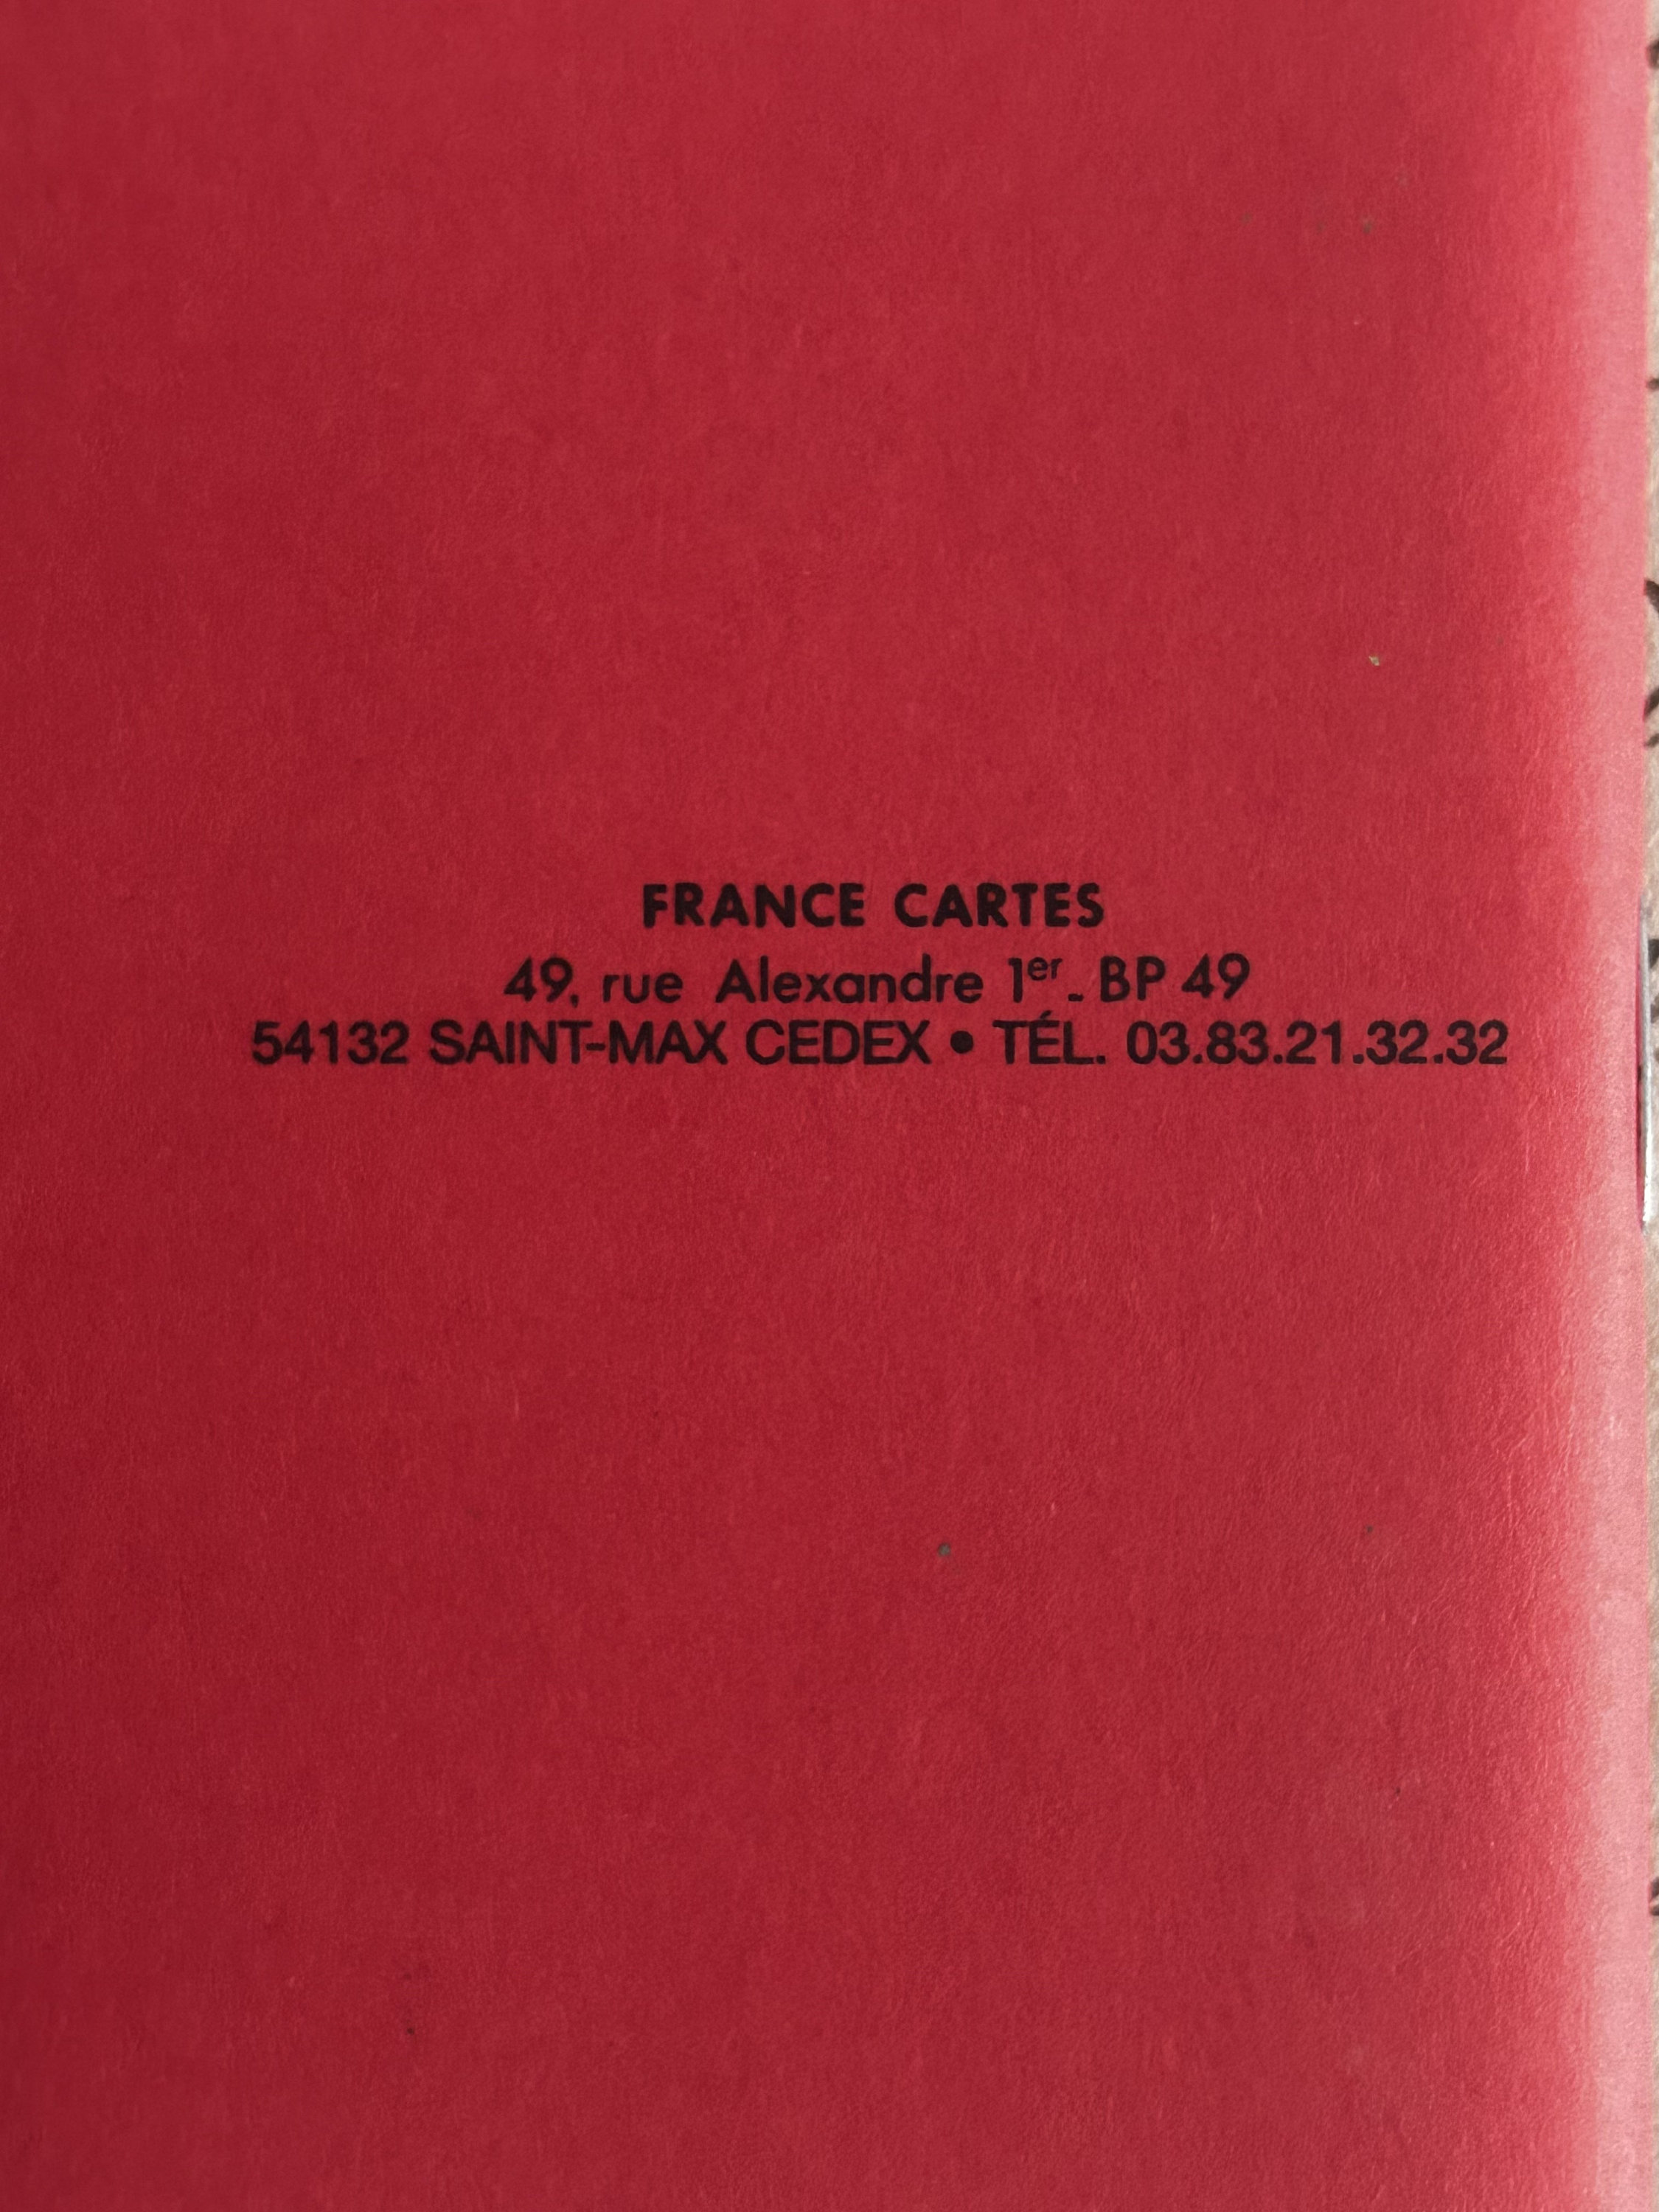 FRANCE CARTES
49, rue Alexandre 1er - BP 49
54132 SAINT-MAX CEDEX • TÉL. 03.83.21.32.32